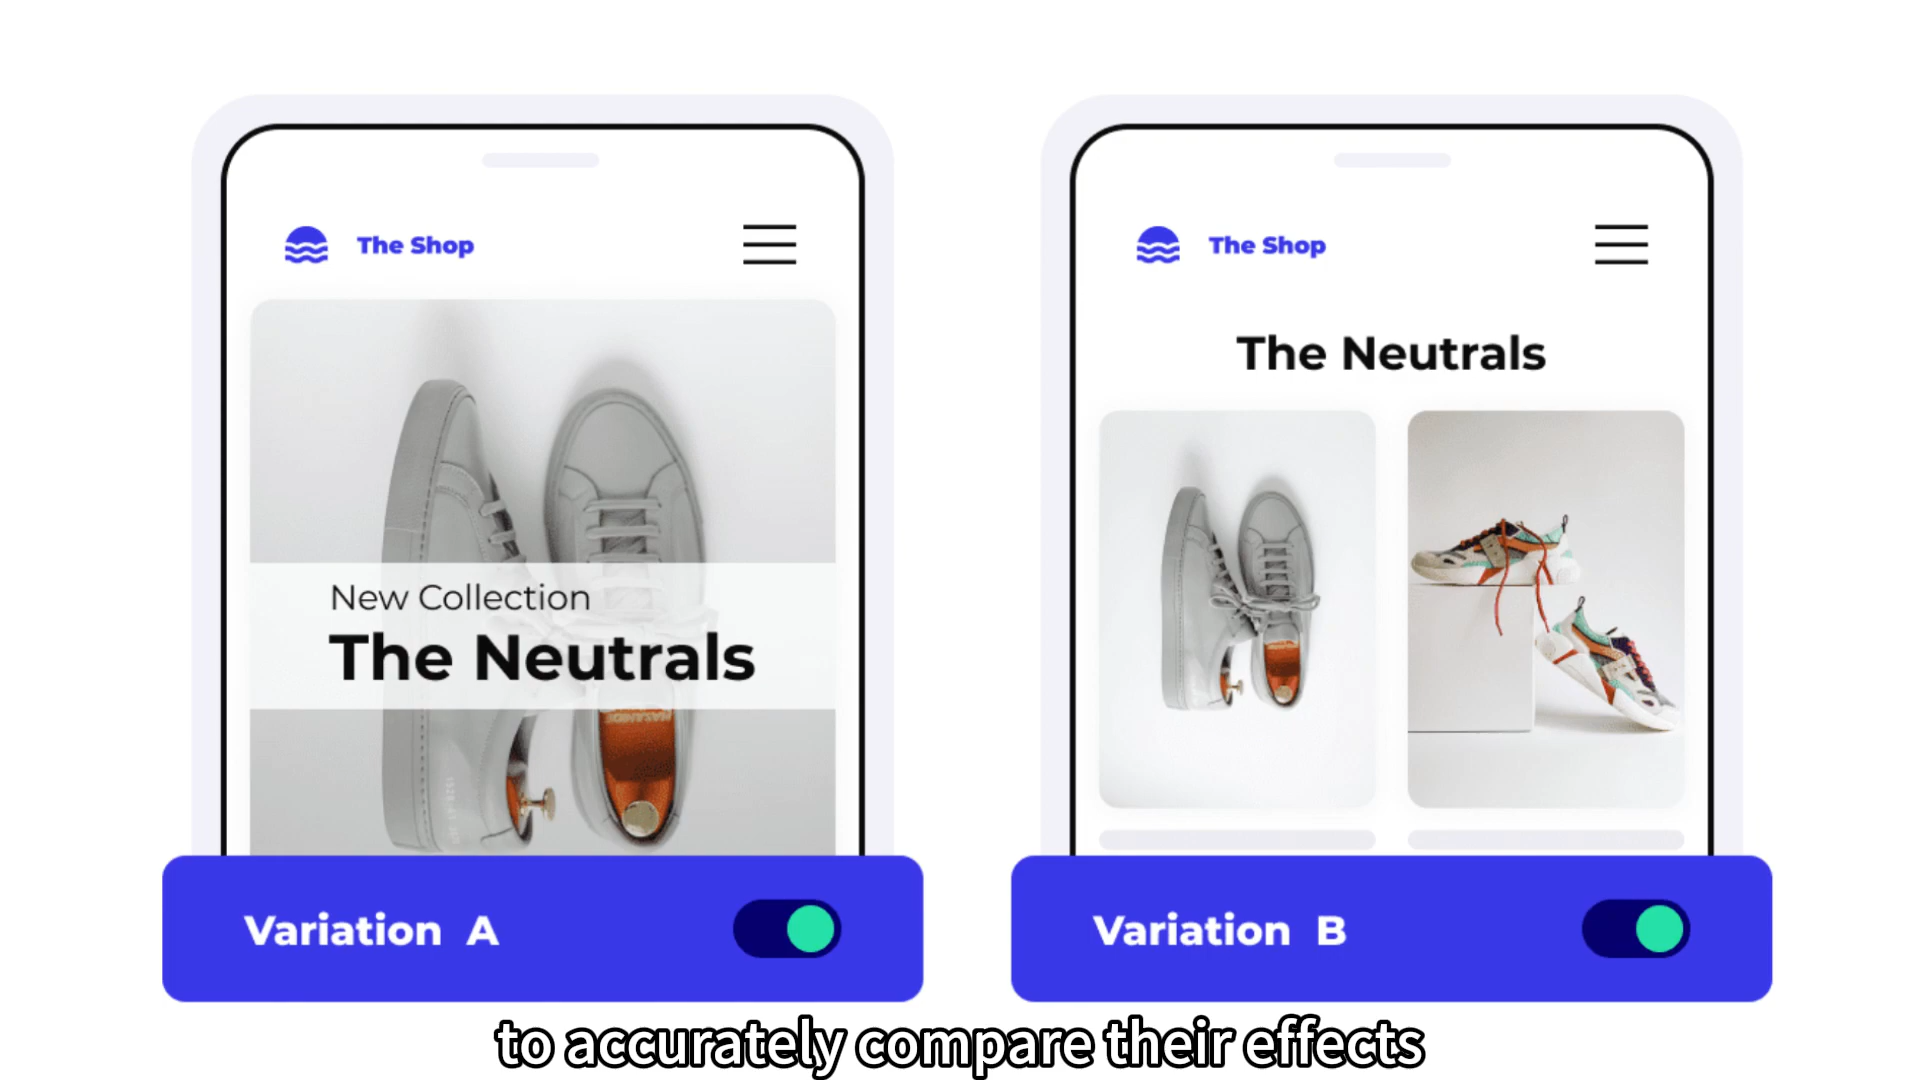 The Shop
New Collection
The Neutrals
Variation A
The Shop
The Neutrals
Variation B
to accurately compare their effects